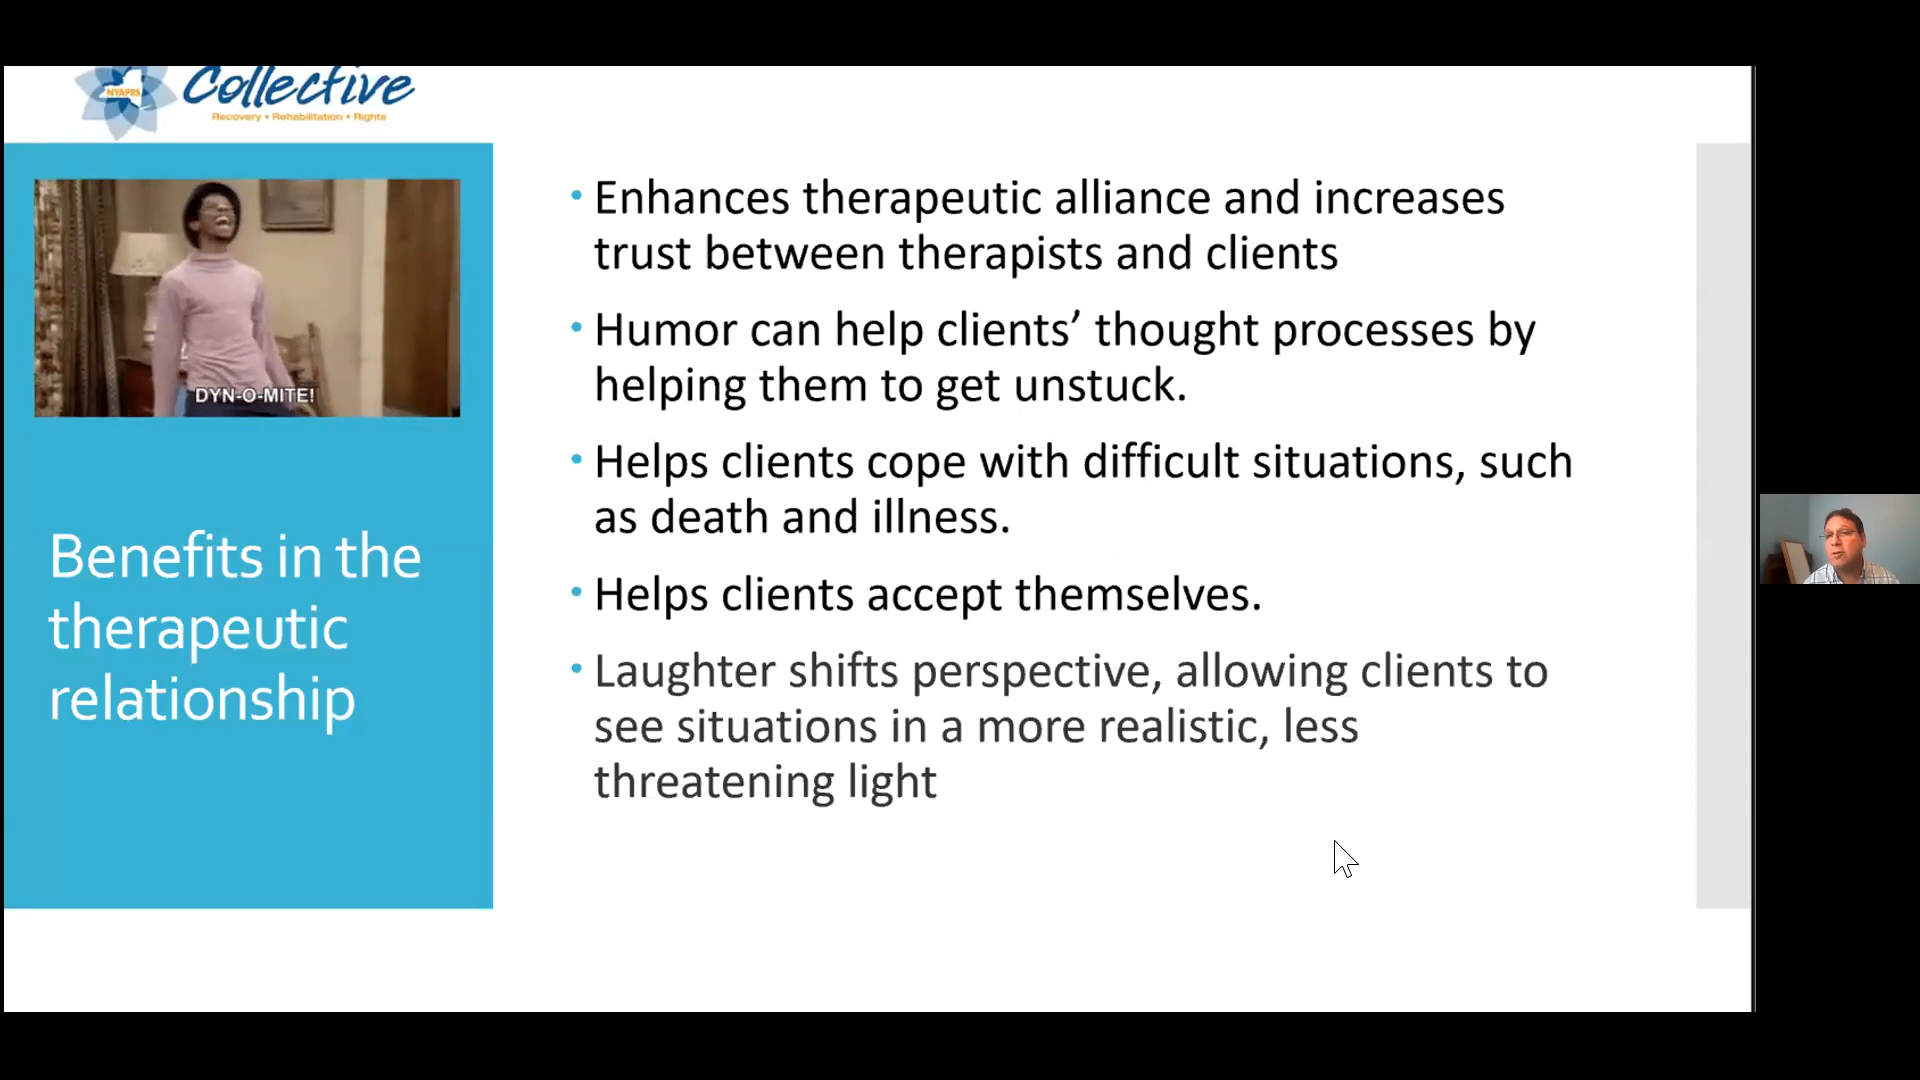 NYAPRS
Collective
Recovery • Rehabilitation • Rights
DYN-O-MITE!
Benefits in the
therapeutic
relationship
• Enhances therapeutic alliance and increases
trust between therapists and clients
• Humor can help clients’ thought processes by
helping them to get unstuck.
• Helps clients cope with difficult situations, such
as death and illness.
• Helps clients accept themselves.
• Laughter shifts perspective, allowing clients to
see situations in a more realistic, less
threatening light